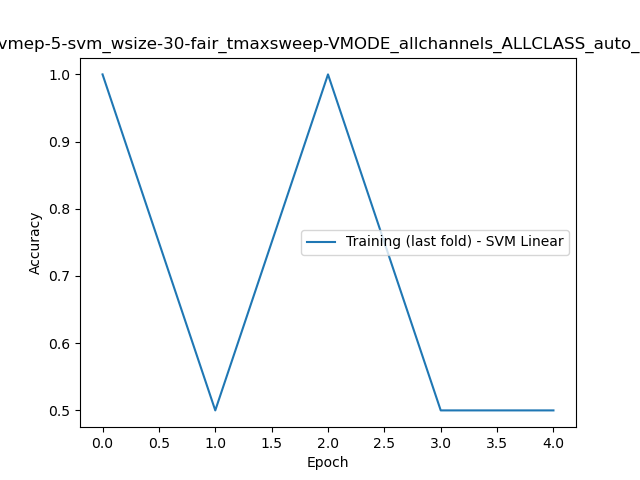 vmep-5-svm_wsize-30-fair_tmaxsweep-VMODE_allchannels_ALLCLASS_auto_
1.0
0.9
0.8
0.7
0.6
0.5
Accuracy
Training (last fold) - SVM Linear
0.0 0.5 1.0 1.5 2.0 2.5 3.0 3.5 4.0
Epoch